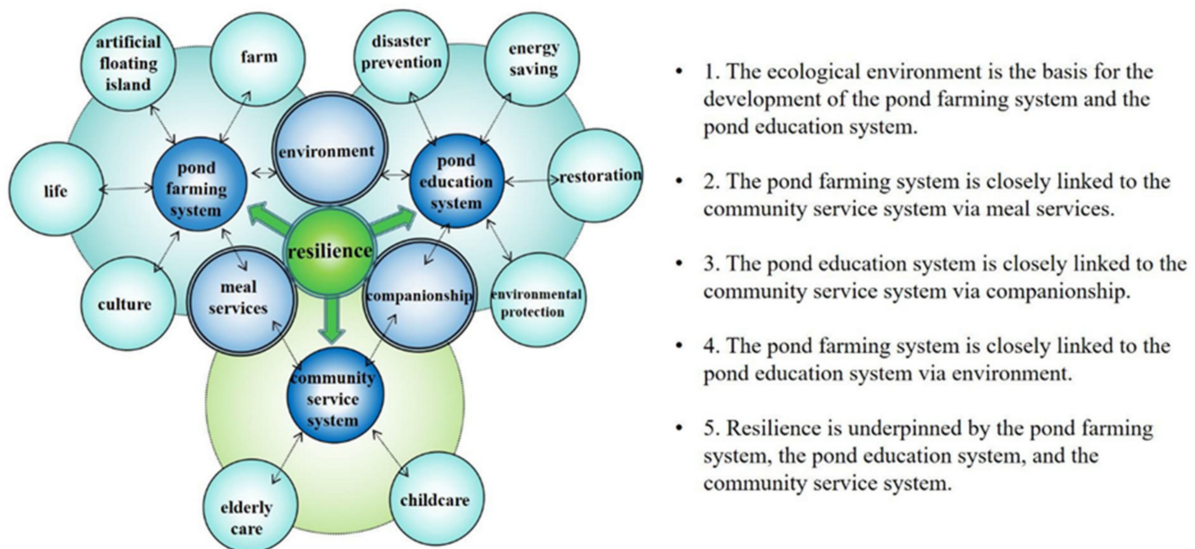 artificial
floating
island
farm
disaster
prevention
energy
saving
environment
pond
farming
system
pond
education
system
life
restoration
resilience
culture
meal
services
companionship
environmental
protection
community
service
system
elderly
care
childcare
• 1. The ecological environment is the basis for the
development of the pond farming system and the
pond education system.
• 2. The pond farming system is closely linked to the
community service system via meal services.
• 3. The pond education system is closely linked to the
community service system via companionship.
• 4. The pond farming system is closely linked to the
pond education system via environment.
• 5. Resilience is underpinned by the pond farming
system, the pond education system, and the
community service system.